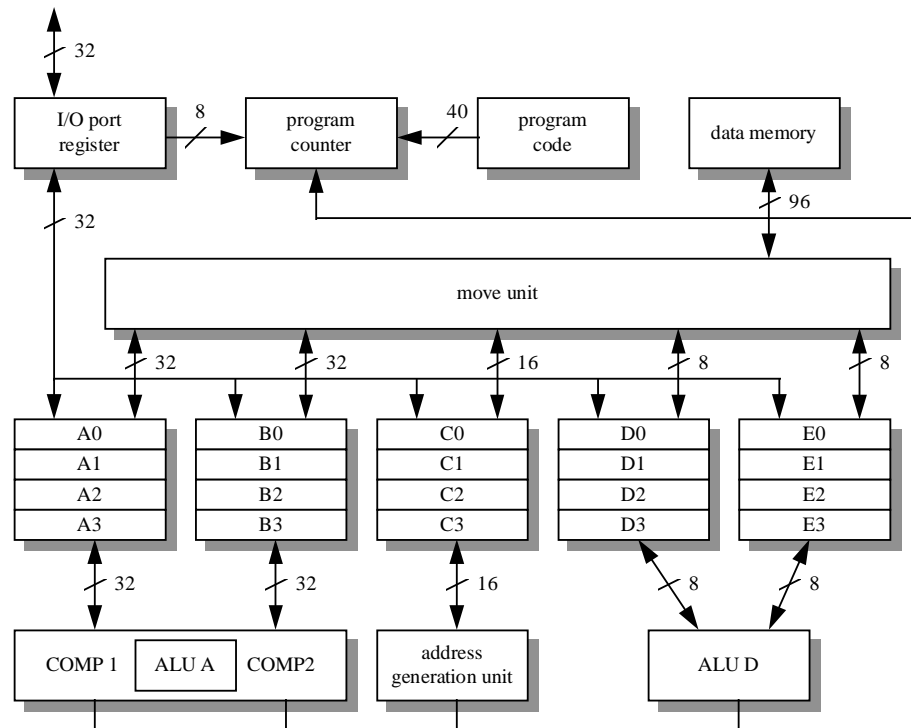 32
I/O port
register
8
program
counter
40
program
code
data memory
32
96
move unit
32
32
16
8
8
A0
A1
A2
A3
B0
B1
B2
B3
C0
C1
C2
C3
D0
D1
D2
D3
E0
E1
E2
E3
32
32
16
8
8
COMP 1
ALU A
COMP2
address
generation unit
ALU D